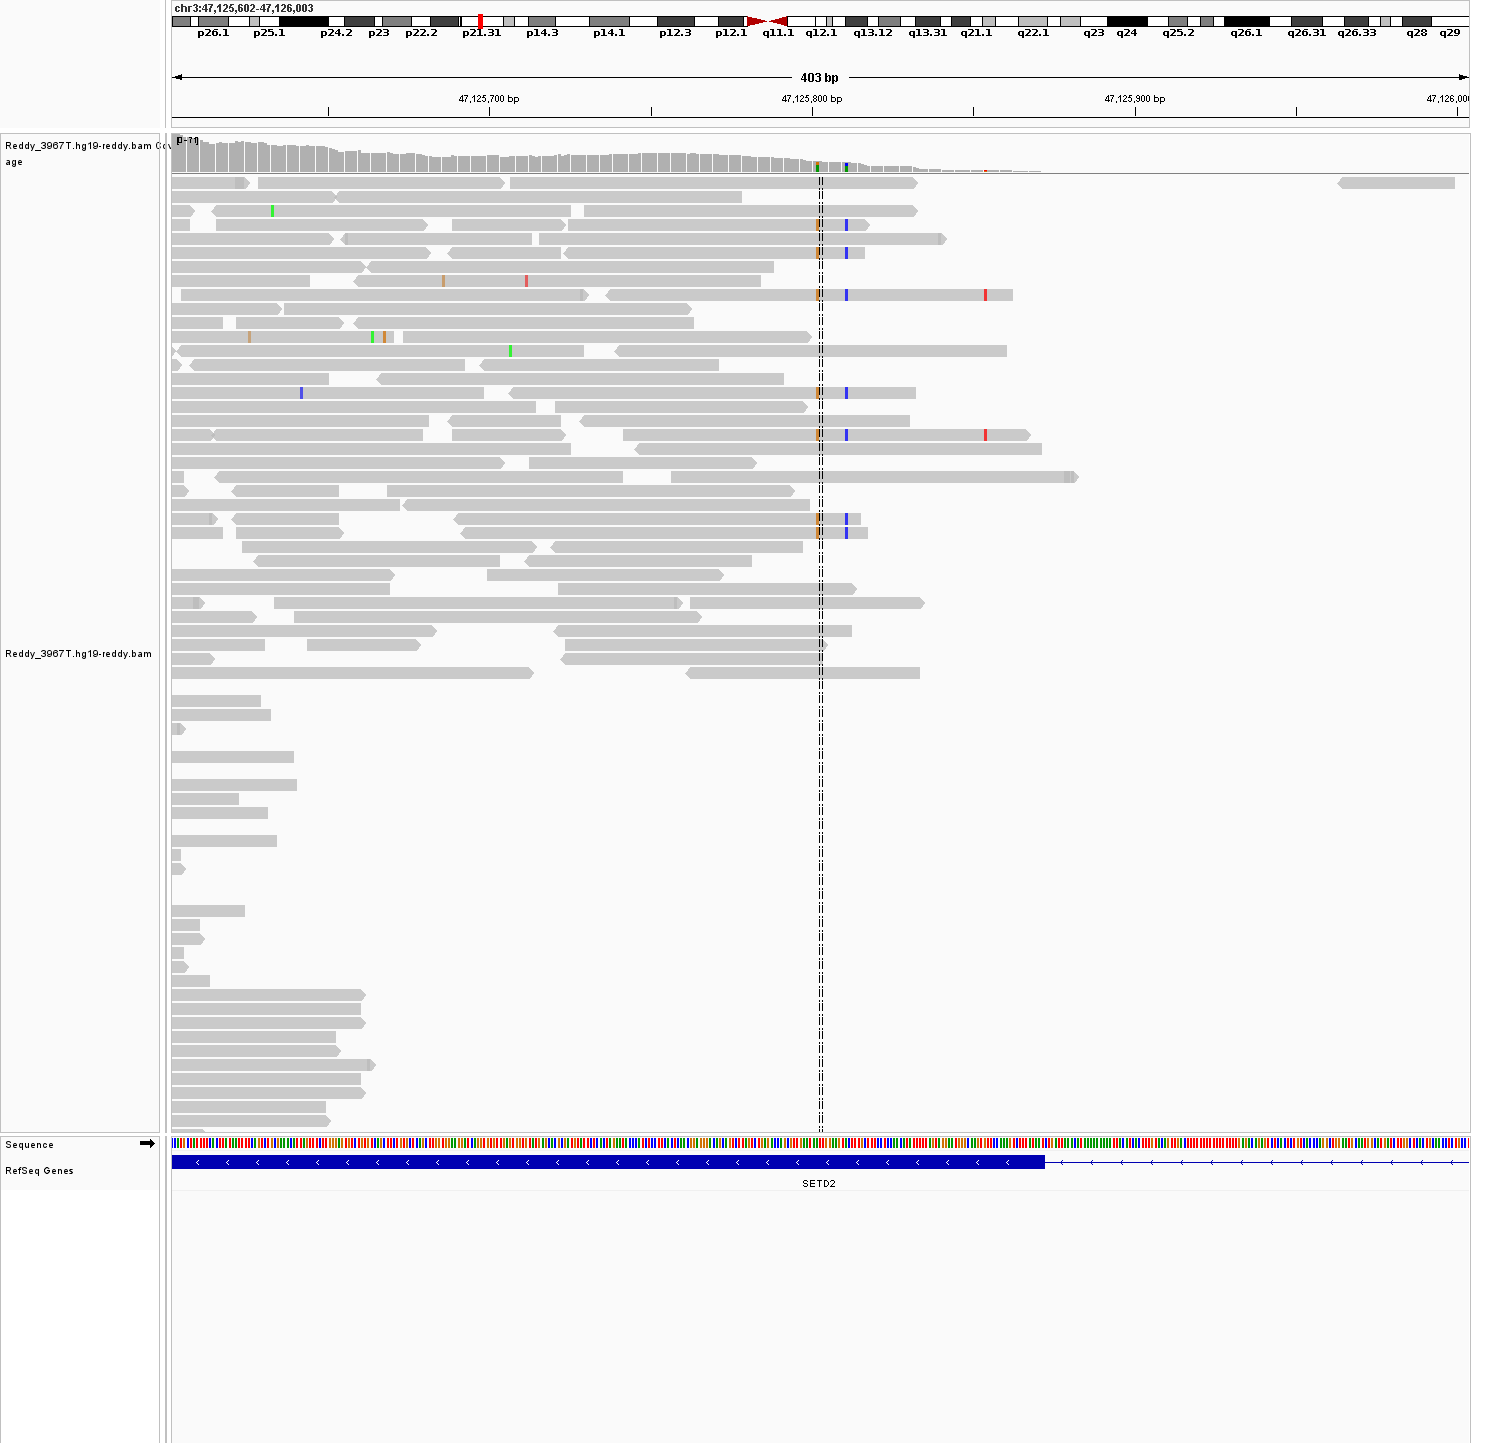 chr3:47,125,602-47,126,003
p26.1 p25.1 p24.2 p23 p22.2 p21.31 p14.3 p14.1 p12.3 p12.1 q11.1 q12.1 q13.12 q13.31 q21.1 q22.1 q23 q24 q25.2 q26.1 q26.31 q26.33 q28 q29
403 bp
47,125,700 bp 47,125,800 bp 47,125,900 bp 47,126,000
[0-71]
Reddy_3967T.hg19-reddy.bam Cov
age
Reddy_3967T.hg19-reddy.bam
Sequence
RefSeq Genes
SETD2